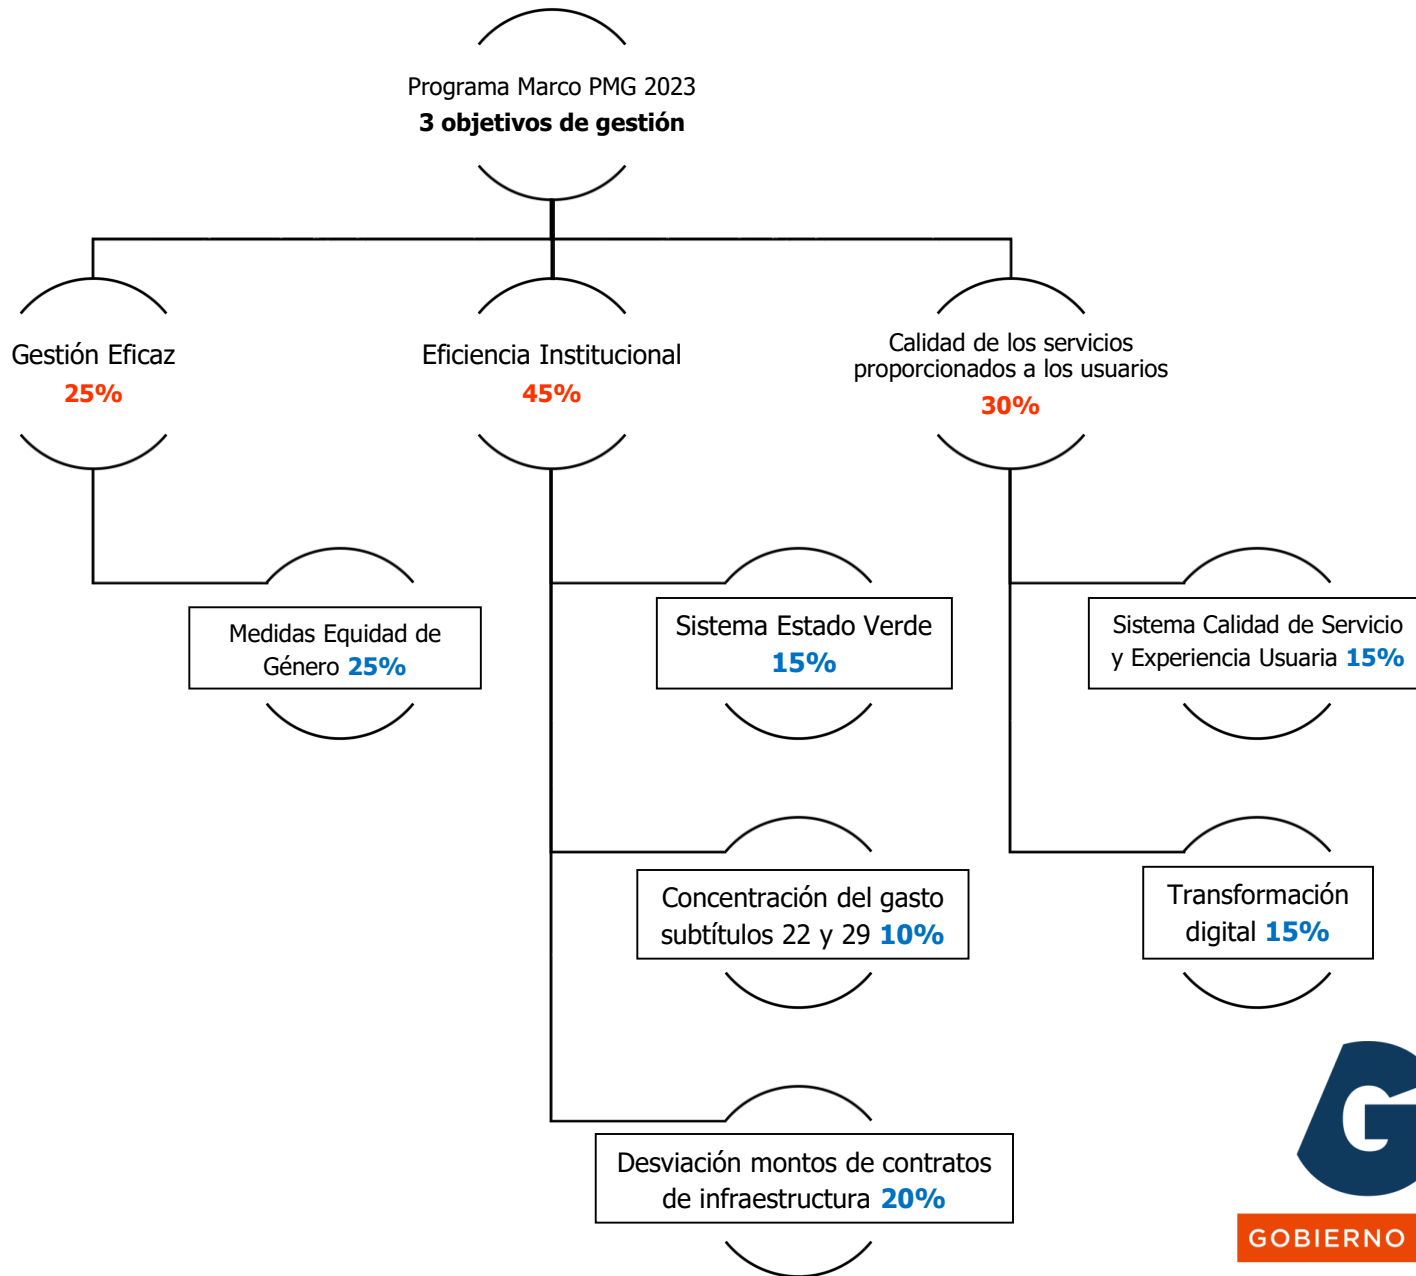 Programa Marco PMG 2023
3 objetivos de gestión
Gestión Eficaz
25%
Eficiencia Institucional
45%
Calidad de los servicios
proporcionados a los usuarios
30%
Medidas Equidad de
Género 25%
Sistema Estado Verde
15%
Sistema Calidad de Servicio
y Experiencia Usuaria 15%
Concentración del gasto
subtítulos 22 y 29 10%
Transformación
digital 15%
Desviación montos de contratos
de infraestructura 20%
G
GOBIERNO